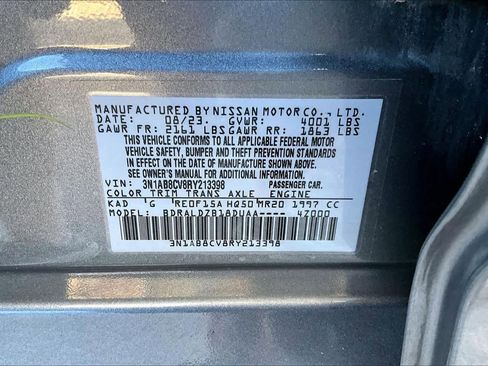 MANUFACTURED BY NISSAN MOTOR CO., LTD.
DATE: 08/23. GVWR: 4001 LBS
GAWR FR: 2161 LBS GAWR RR: 1863 LBS
THIS VEHICLE CONFORMS TO ALL APPLICABLE FEDERAL MOTOR
VEHICLE SAFETY, BUMPER AND THEFT PREVENTION STANDARDS
IN EFFECT ON THE DATE OF MANUFACTURE SHOWN ABOVE.
SEE OWNER'S MANUAL FOR ADDITIONAL INFORMATION.
VIN: 3N1AB8CV8RY213398 PASSENGER CAR.
COLOR TRIM TRANS AXLE ENGINE
KAD G RE0F15A HQ50 MR20 1997 CC
MODEL: BDRALDZB18DUAA---- 4Z000
3N1AB8CV8RY213398